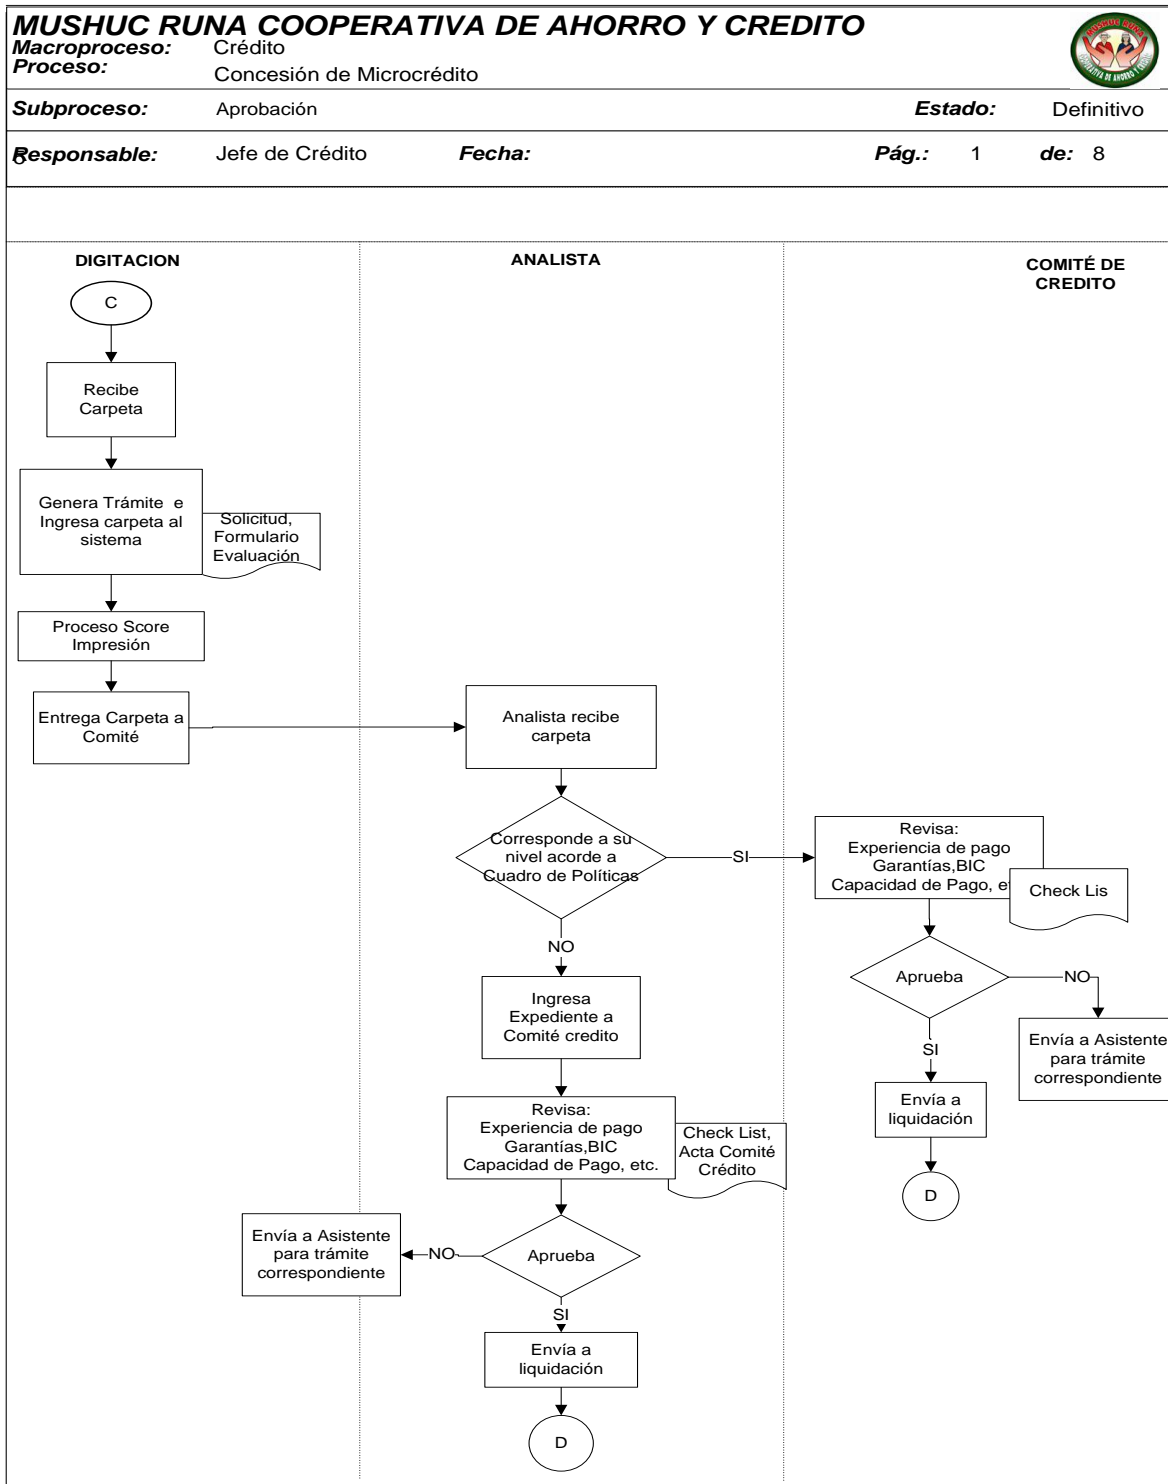 MUSHUC RUNA COOPERATIVA DE AHORRO Y CREDITO
Macroproceso: Crédito
Proceso: Concesión de Microcrédito
MUSHUC RUNA
Subproceso: Aprobación Estado: Definitivo
Responsable: Jefe de Crédito Fecha: Pág.: 1 de: 8
DIGITACION
ANALISTA
COMITÉ DE
CREDITO
C
Recibe
Carpeta
Genera Trámite e
Ingresa carpeta al
sistema
Solicitud,
Formulario
Evaluación
Proceso Score
Impresión
Entrega Carpeta a
Comité
Analista recibe
carpeta
Corresponde a su
nivel acorde a
Cuadro de Políticas
SI
Revisa:
Experiencia de pago
Garantías,BIC
Capacidad de Pago, et
Check Lis
NO
Aprueba
NO
Ingresa
Expediente a
Comité credito
SI
Envía a Asistente
para trámite
correspondiente
Envía a
liquidación
D
Revisa:
Experiencia de pago
Garantías,BIC
Capacidad de Pago, etc.
Check List,
Acta Comité
Crédito
Aprueba
NO
Envía a Asistente
para trámite
correspondiente
SI
Envía a
liquidación
D